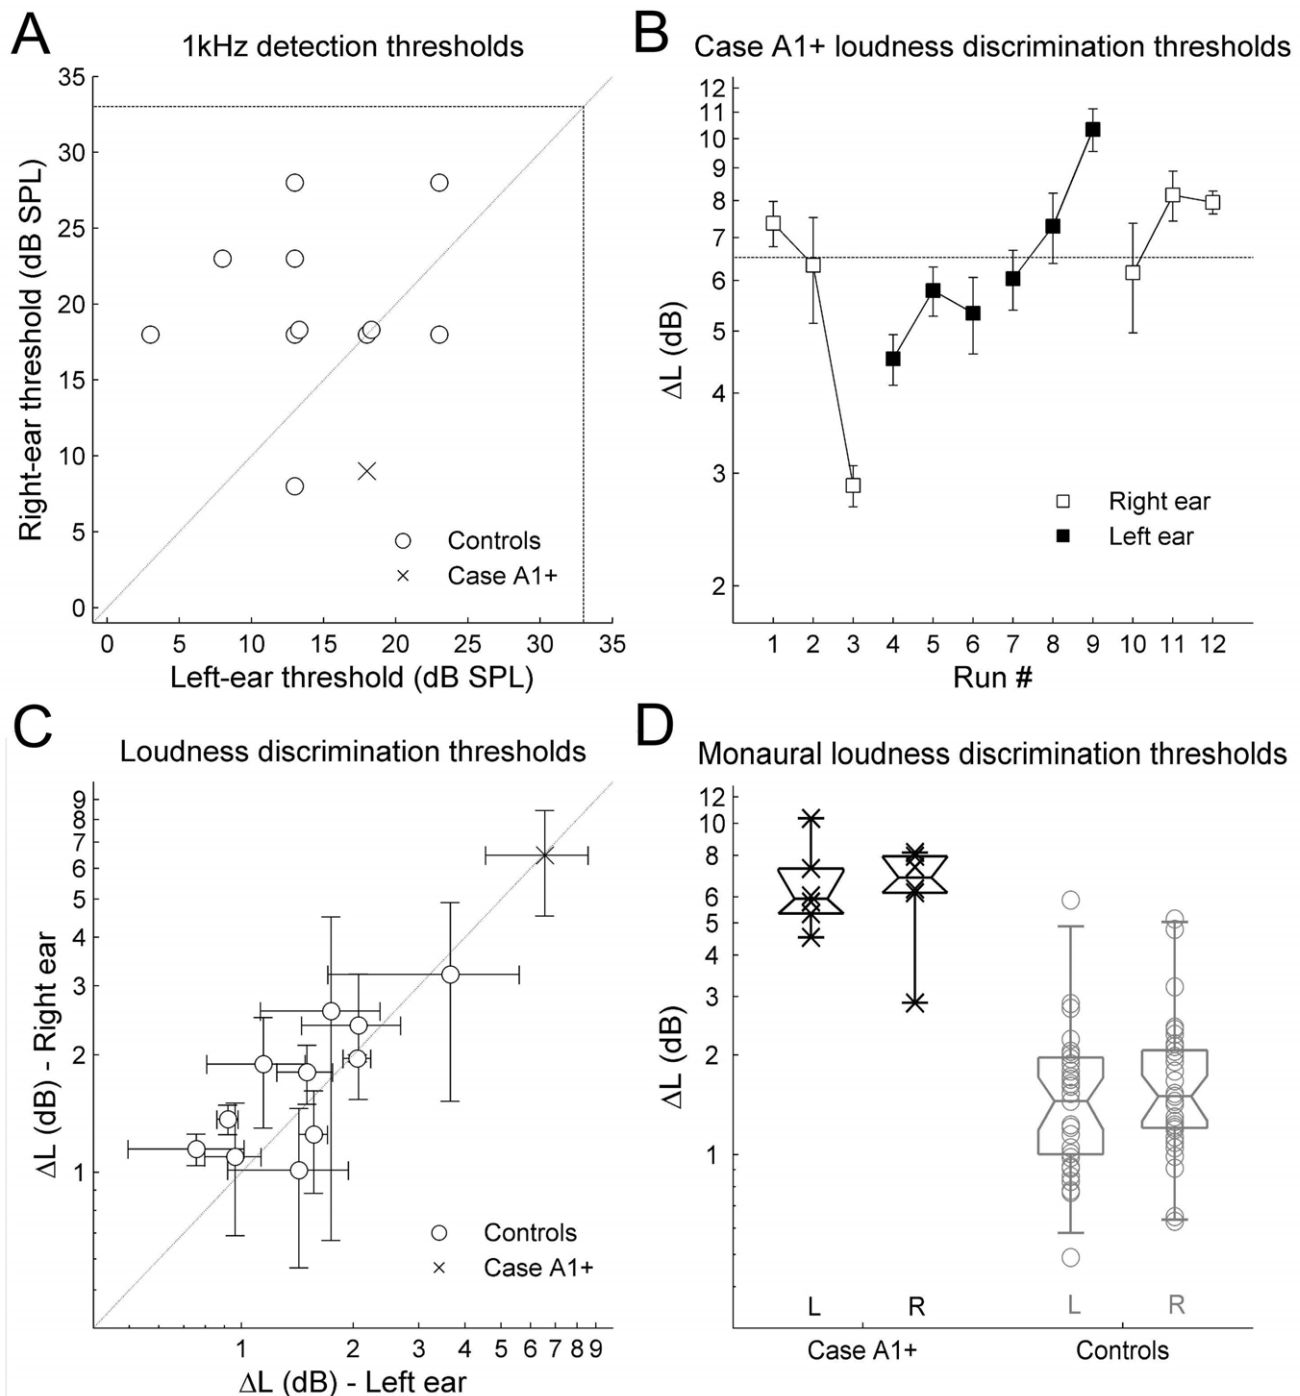 A
1kHz detection thresholds
35
30
25
20
15
10
5
0
Right-ear threshold (dB SPL)
Controls
Case A1+
0 5 10 15 20 25 30 35
Left-ear threshold (dB SPL)
B
Case A1+ loudness discrimination thresholds
12
11
10
9
8
7
6
5
4
3
2
ΔL (dB)
Right ear
Left ear
1 2 3 4 5 6 7 8 9 10 11 12
Run #
C
Loudness discrimination thresholds
9
8
7
6
5
4
3
2
1
ΔL (dB) - Right ear
Controls
Case A1+
1 2 3 4 5 6 7 8 9
ΔL (dB) - Left ear
D
Monaural loudness discrimination thresholds
12
10
8
6
5
4
3
2
1
ΔL (dB)
L R L R
Case A1+ Controls